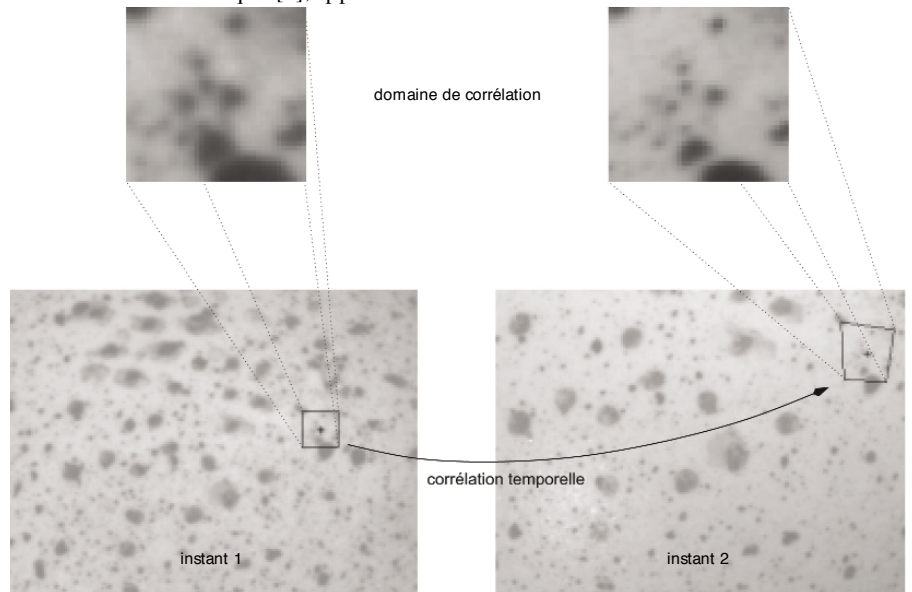 domaine de corrélation
corrélation temporelle
instant 1
instant 2